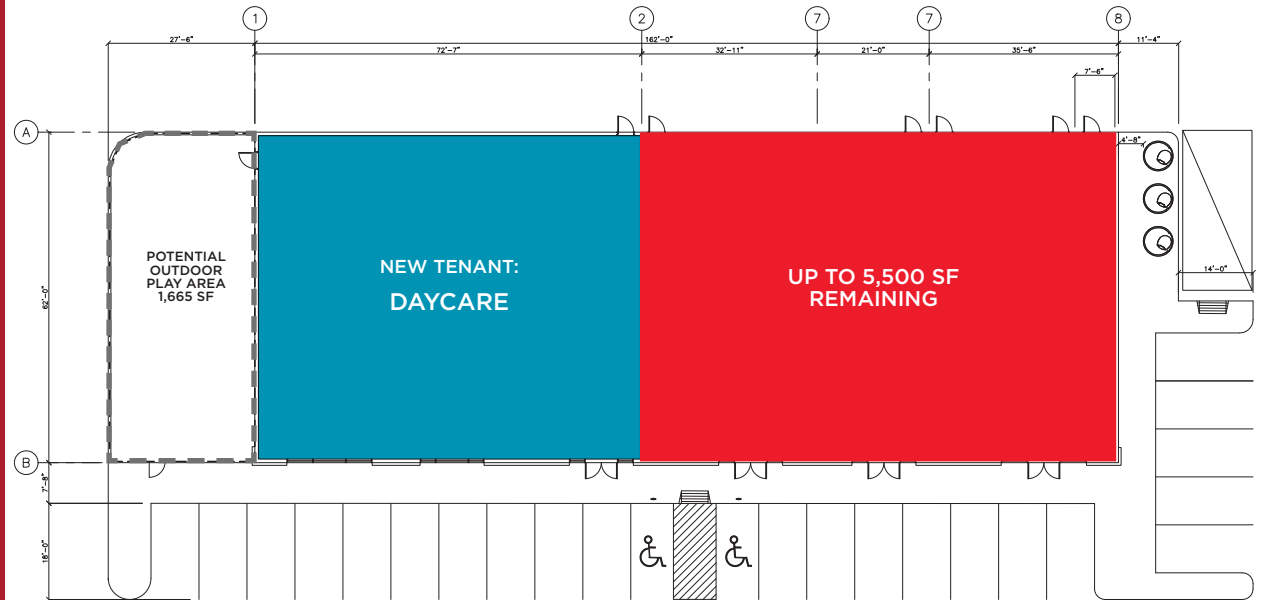 1
2
7
7
8
27'-6"
162'-0"
11'-4"
72'-7"
32'-11"
21'-0"
35'-6"
7'-6"
A
4'-8"
POTENTIAL
OUTDOOR
PLAY AREA
1,665 SF
NEW TENANT:
DAYCARE
UP TO 5,500 SF
REMAINING
14'-0"
62'-0"
B
7'-8"
18'-0"